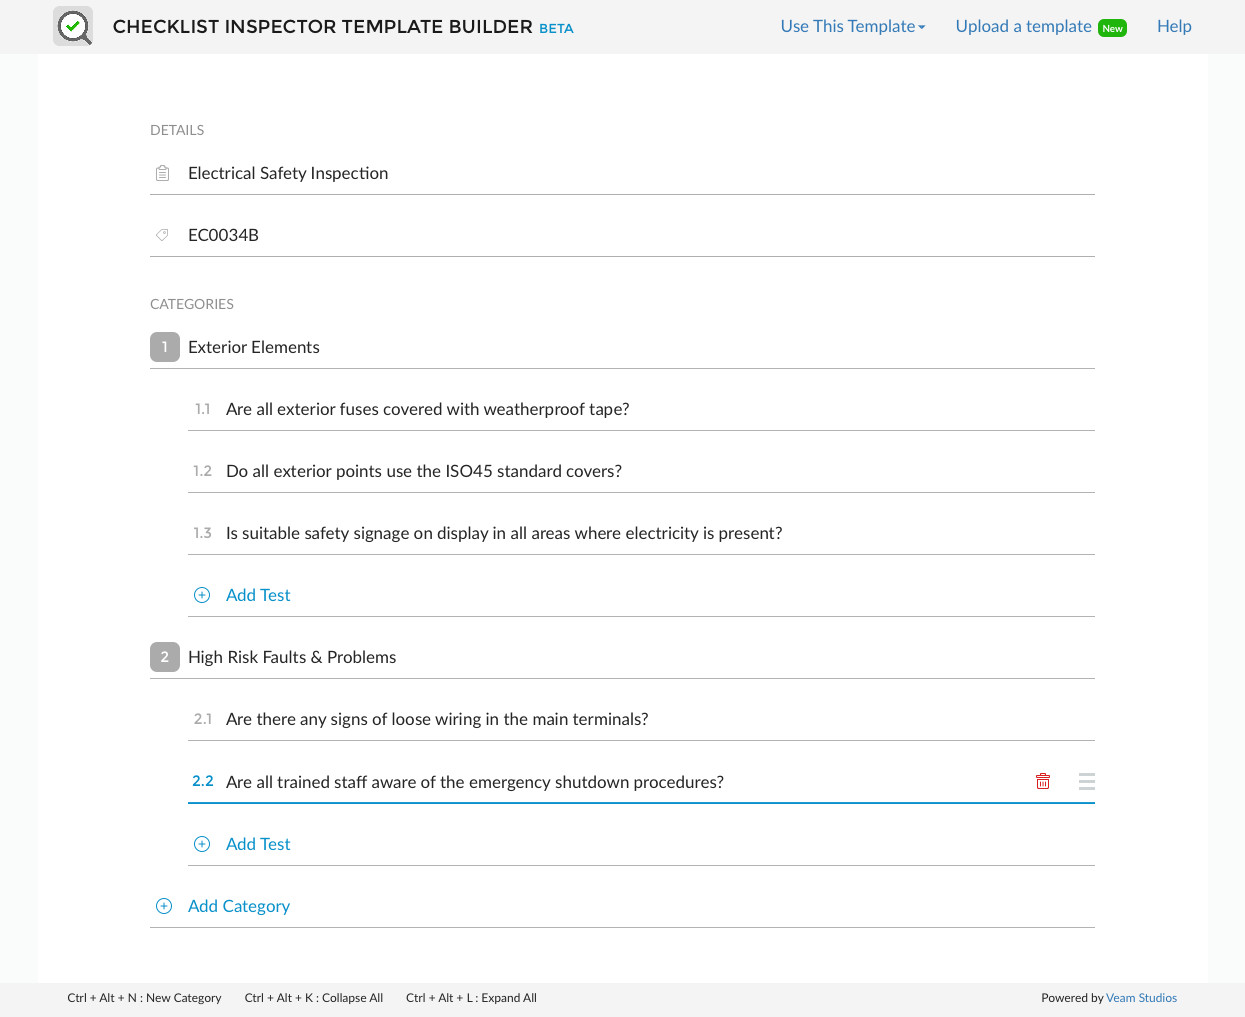 CHECKLIST INSPECTOR TEMPLATE BUILDER BETA
Use This Template
Upload a template New
Help
DETAILS
Electrical Safety Inspection
EC0034B
CATEGORIES
1 Exterior Elements
1.1 Are all exterior fuses covered with weatherproof tape?
1.2 Do all exterior points use the ISO45 standard covers?
1.3 Is suitable safety signage on display in all areas where electricity is present?
Add Test
2 High Risk Faults & Problems
2.1 Are there any signs of loose wiring in the main terminals?
2.2 Are all trained staff aware of the emergency shutdown procedures?
Add Test
Add Category
Ctrl + Alt + N : New Category
Ctrl + Alt + K : Collapse All
Ctrl + Alt + L : Expand All
Powered by Veam Studios